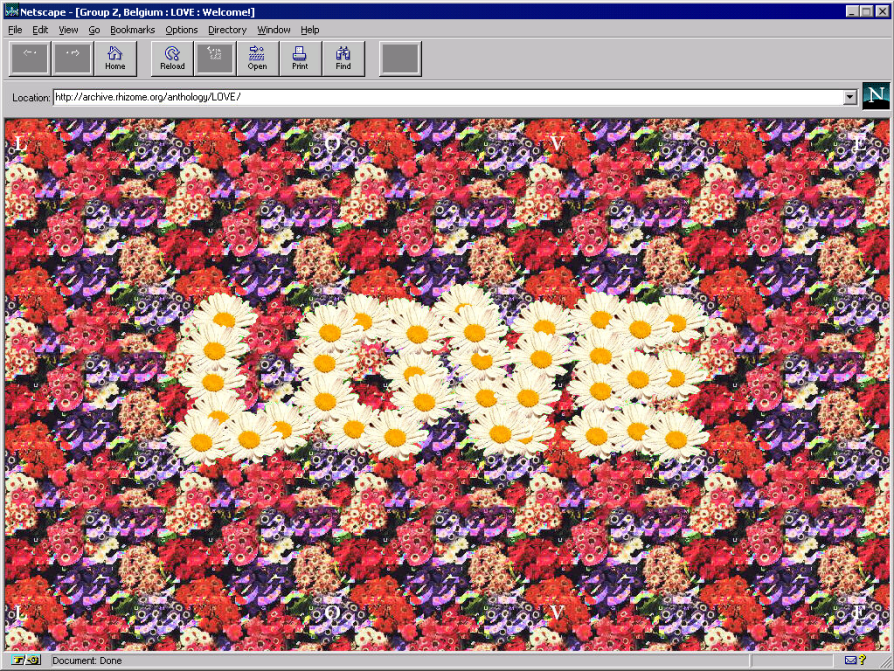 Netscape - [Group Z, Belgium : LOVE : Welcome!]
File Edit View Go Bookmarks Options Directory Window Help
Home Reload Open Print Find
Location: http://archive.rhizome.org/anthology/LOVE/
N
L O V E
LOVE
L O V E
Document: Done